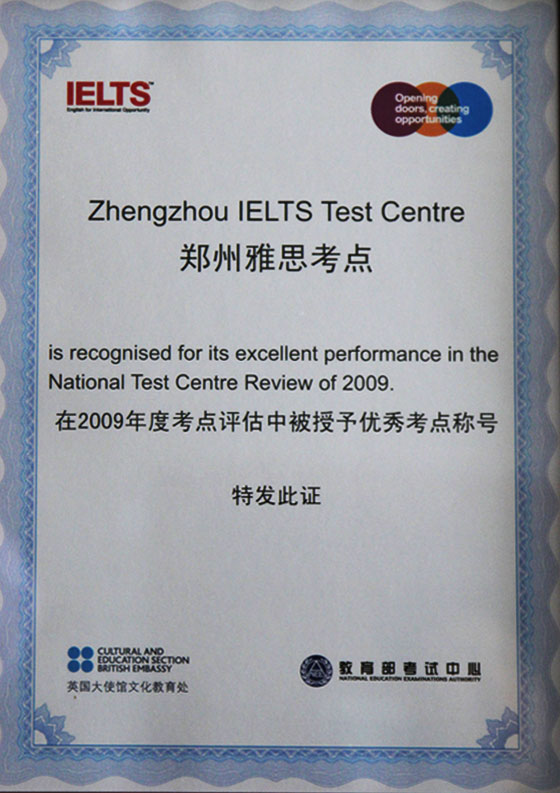 IELTS™
English for International Opportunity
Opening
doors, creating
opportunities
Zhengzhou IELTS Test Centre
郑州雅思考点
is recognised for its excellent performance in the
National Test Centre Review of 2009.
在2009年度考点评估中被授予优秀考点称号
特发此证
CULTURAL AND
EDUCATION SECTION
BRITISH EMBASSY
英国大使馆文化教育处
教育部考试中心
NATIONAL EDUCATION EXAMINATIONS AUTHORITY